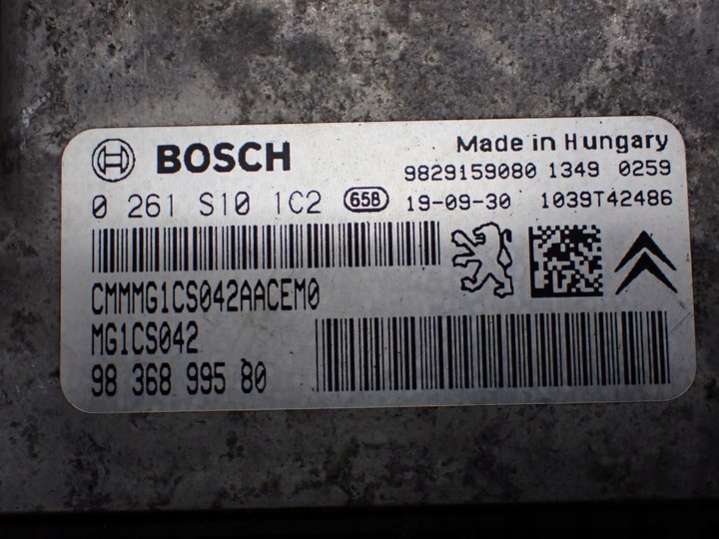 BOSCH
Made in Hungary
9829159080 1349 0259
0 261 S10 1C2 65B 19-09-30 1039T42486
CMMMG1CS042AACEM0
MG1CS042
98 368 995 80